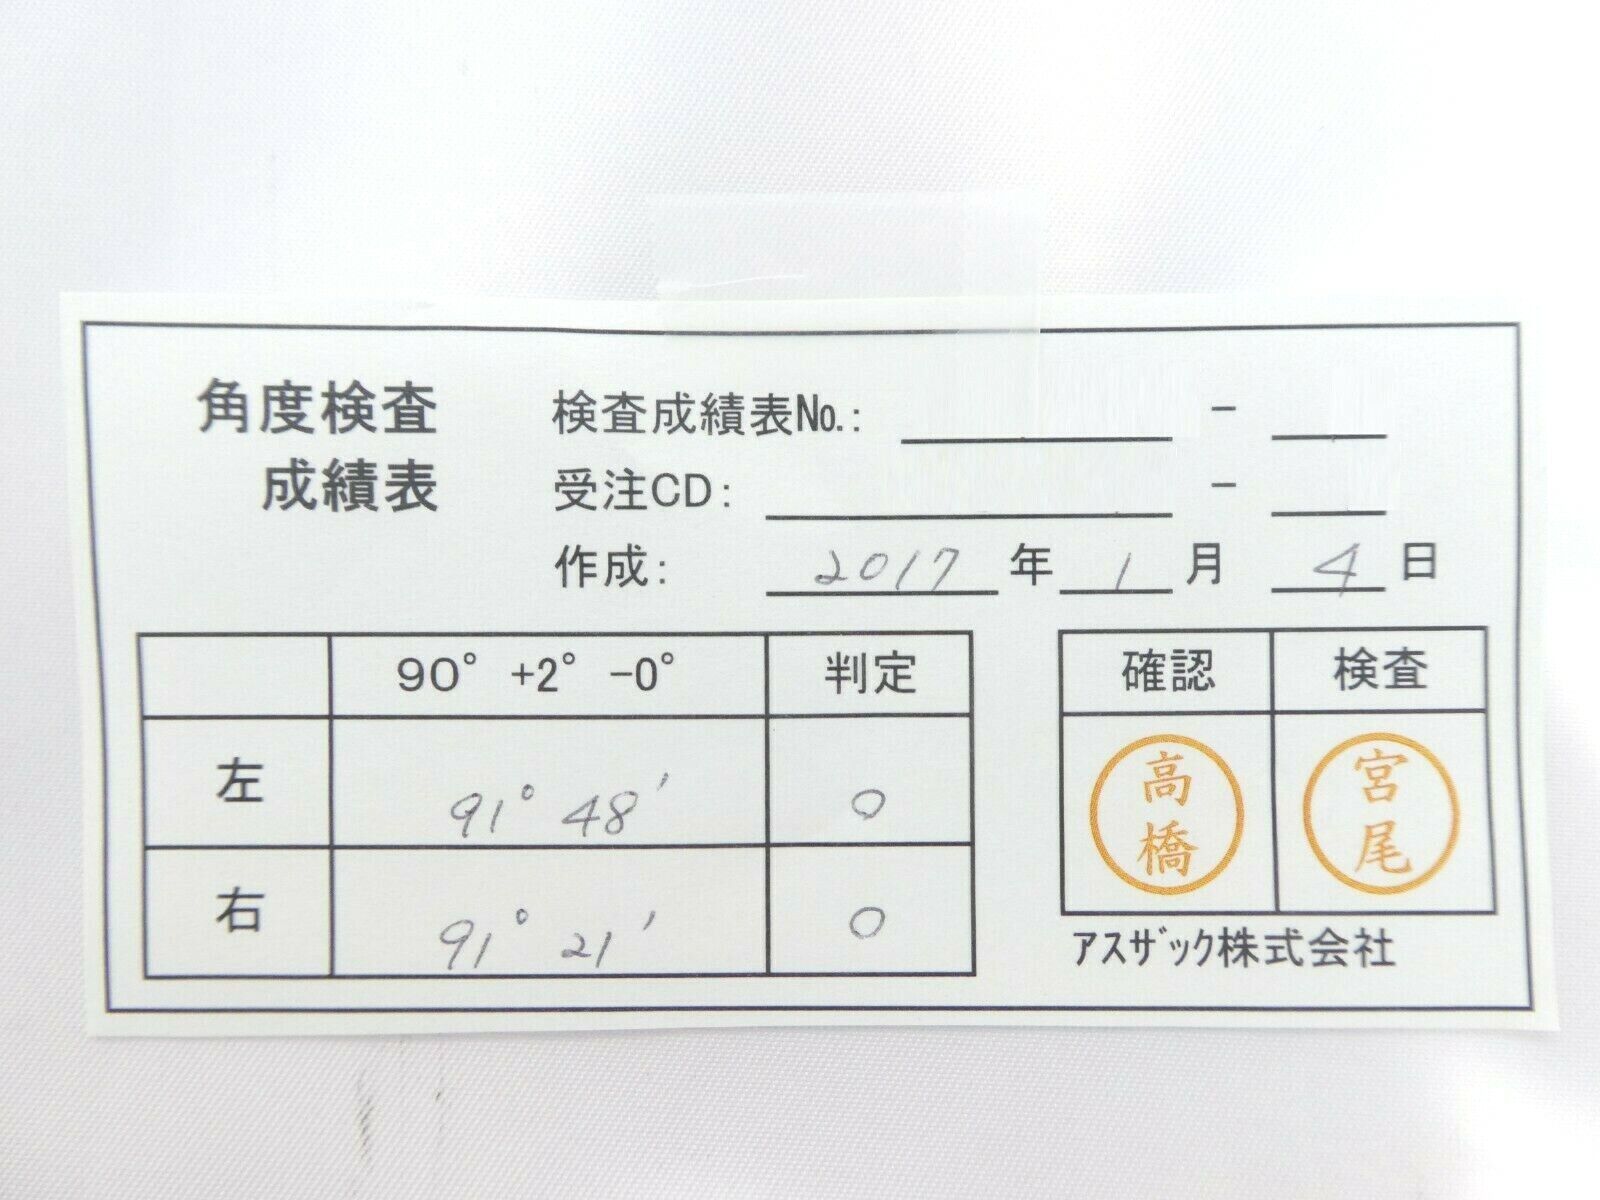 角度検査
成績表
検査成績表№.: -
受注CD: -
作成: 2017 年 1 月 4 日
90° +2° -0° 判定
左 91° 48′ ○
右 91° 21′ ○
確認 検査
高橋 宮尾
ｱｽｻﾞｯｸ株式会社